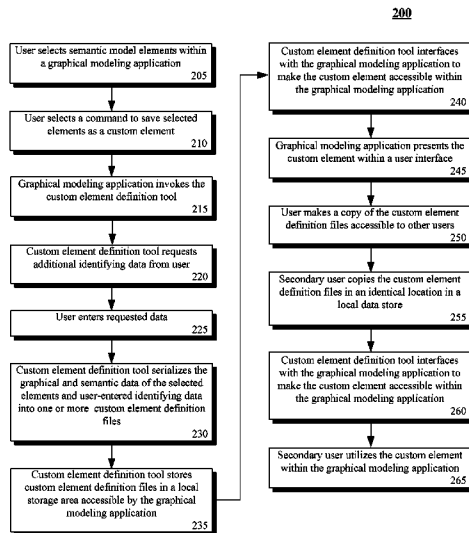 200
User selects semantic model elements within
a graphical modeling application
205
User selects a command to save selected
elements as a custom element
210
Graphical modeling application invokes the
custom element definition tool
215
Custom element definition tool requests
additional identifying data from user
220
User enters requested data
225
Custom element definition tool serializes the
graphical and semantic data of the selected
elements and user-entered identifying data
into one or more custom element definition
files
230
Custom element definition tool stores
custom element definition files in a local
storage area accessible by the graphical
modeling application
235
Custom element definition tool interfaces
with the graphical modeling application to
make the custom element accessible within
the graphical modeling application
240
Graphical modeling application presents the
custom element within a user interface
245
User makes a copy of the custom element
definition files accessible to other users
250
Secondary user copies the custom element
definition files in an identical location in a
local data store
255
Custom element definition tool interfaces
with the graphical modeling application to
make the custom element accessible within
the graphical modeling application
260
Secondary user utilizes the custom element
within the graphical modeling application
265